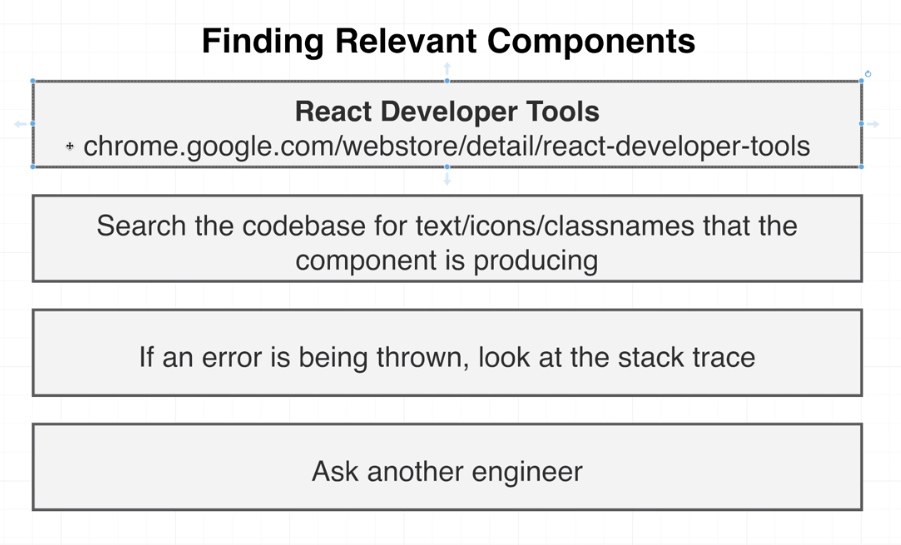 Finding Relevant Components
React Developer Tools
chrome.google.com/webstore/detail/react-developer-tools
Search the codebase for text/icons/classnames that the
component is producing
If an error is being thrown, look at the stack trace
Ask another engineer